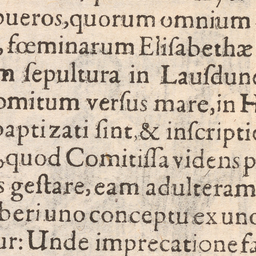 pueros, quorum omnium
, fœminarum Elisabethæ
m sepultura in Lausdun
omitum versus mare, in H
baptizati sint, & inscripti
, quod Comitissa videns p
s gestare, eam adulteram
beri uno conceptu ex uno
ur: Unde imprecatione fa